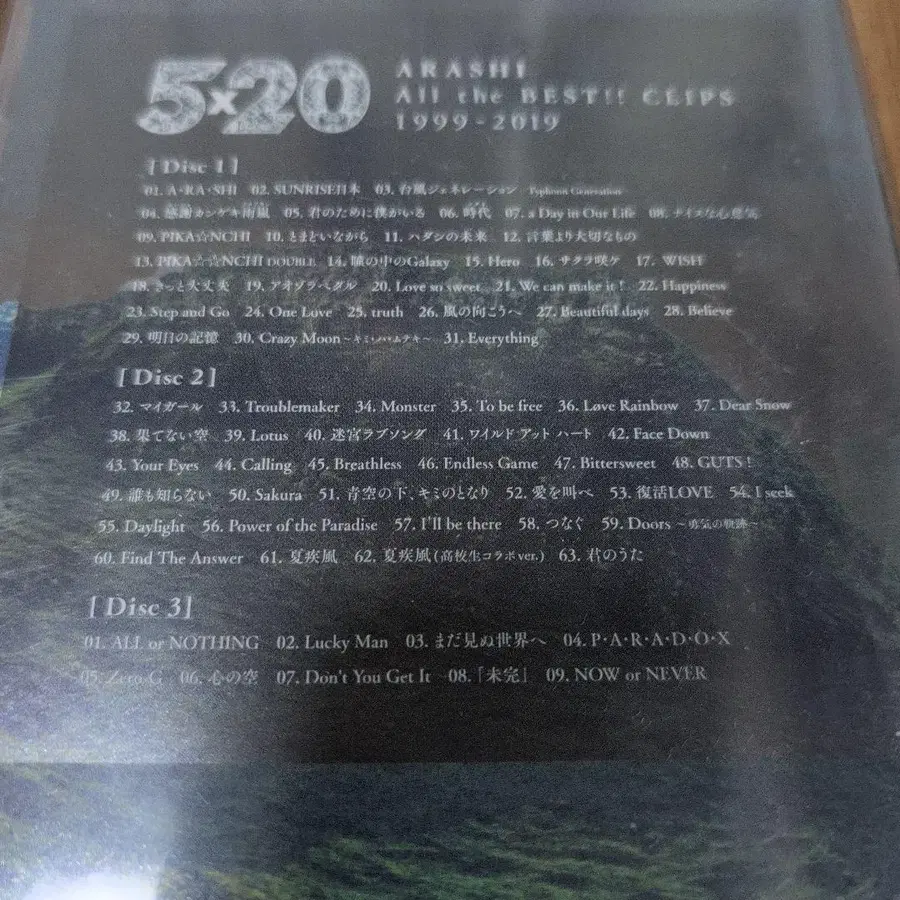 5×20
ARASHI
All the BEST!! CLIPS
1999-2019
[Disc 1]
01. A・RA・SHI 02. SUNRISE日本 03. 台風ジェネレーション -Typhoon Generation-
04. 感謝カンゲキ雨嵐 05. 君のために僕がいる 06. 時代 07. a Day in Our Life 08. ナイスな心意気
09. PIKA☆NCHI 10. とまどいながら 11. ハダシの未来 12. 言葉より大切なもの
13. PIKA☆☆NCHI DOUBLE 14. 瞳の中のGalaxy 15. Hero 16. サクラ咲ケ 17. WISH
18. きっと大丈夫 19. アオゾラペダル 20. Love so sweet 21. We can make it! 22. Happiness
23. Step and Go 24. One Love 25. truth 26. 風の向こうへ 27. Beautiful days 28. Believe
29. 明日の記憶 30. Crazy Moon～キミ・ハ・ムテキ～ 31. Everything
[Disc 2]
32. マイガール 33. Troublemaker 34. Monster 35. To be free 36. Løve Rainbow 37. Dear Snow
38. 果てない空 39. Lotus 40. 迷宮ラブソング 41. ワイルド アット ハート 42. Face Down
43. Your Eyes 44. Calling 45. Breathless 46. Endless Game 47. Bittersweet 48. GUTS!
49. 誰も知らない 50. Sakura 51. 青空の下、キミのとなり 52. 愛を叫べ 53. 復活LOVE 54. I seek
55. Daylight 56. Power of the Paradise 57. I'll be there 58. つなぐ 59. Doors ～勇気の軌跡～
60. Find The Answer 61. 夏疾風 62. 夏疾風(高校生コラボver.) 63. 君のうた
[Disc 3]
01. ALL or NOTHING 02. Lucky Man 03. まだ見ぬ世界へ 04. P・A・R・A・D・O・X
05. Zero-G 06. 心の空 07. Don't You Get It 08. 「未完」 09. NOW or NEVER